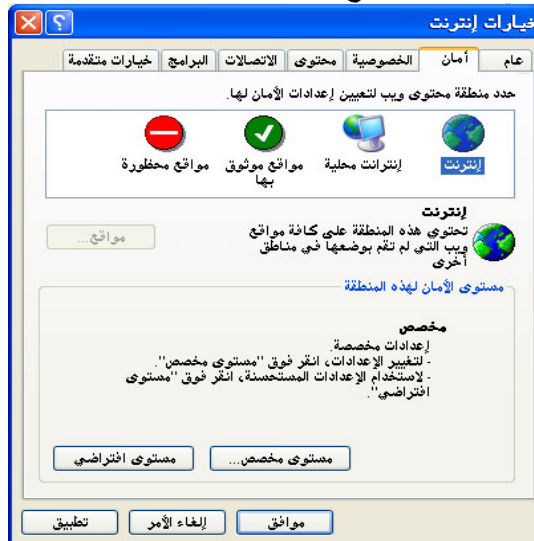 خيارات إنترنت
عام أمان الخصوصية محتوى الاتصالات البرامج خيارات متقدمة
حدد منطقة محتوى ويب لتعيين إعدادات الأمان لها.
إنترنت إنترانت محلية مواقع موثوق بها مواقع محظورة
إنترنت
تحتوي هذه المنطقة على كافة مواقع
ويب التي لم تقم بوضعها في مناطق
أخرى
مواقع...
مستوى الأمان لهذه المنطقة
مخصص
إعدادات مخصصة.
- لتغيير الإعدادات، انقر فوق "مستوى مخصص".
- لاستخدام الإعدادات المستحسنة، انقر فوق "مستوى
افتراضي".
مستوى مخصص... مستوى افتراضي
موافق إلغاء الأمر تطبيق